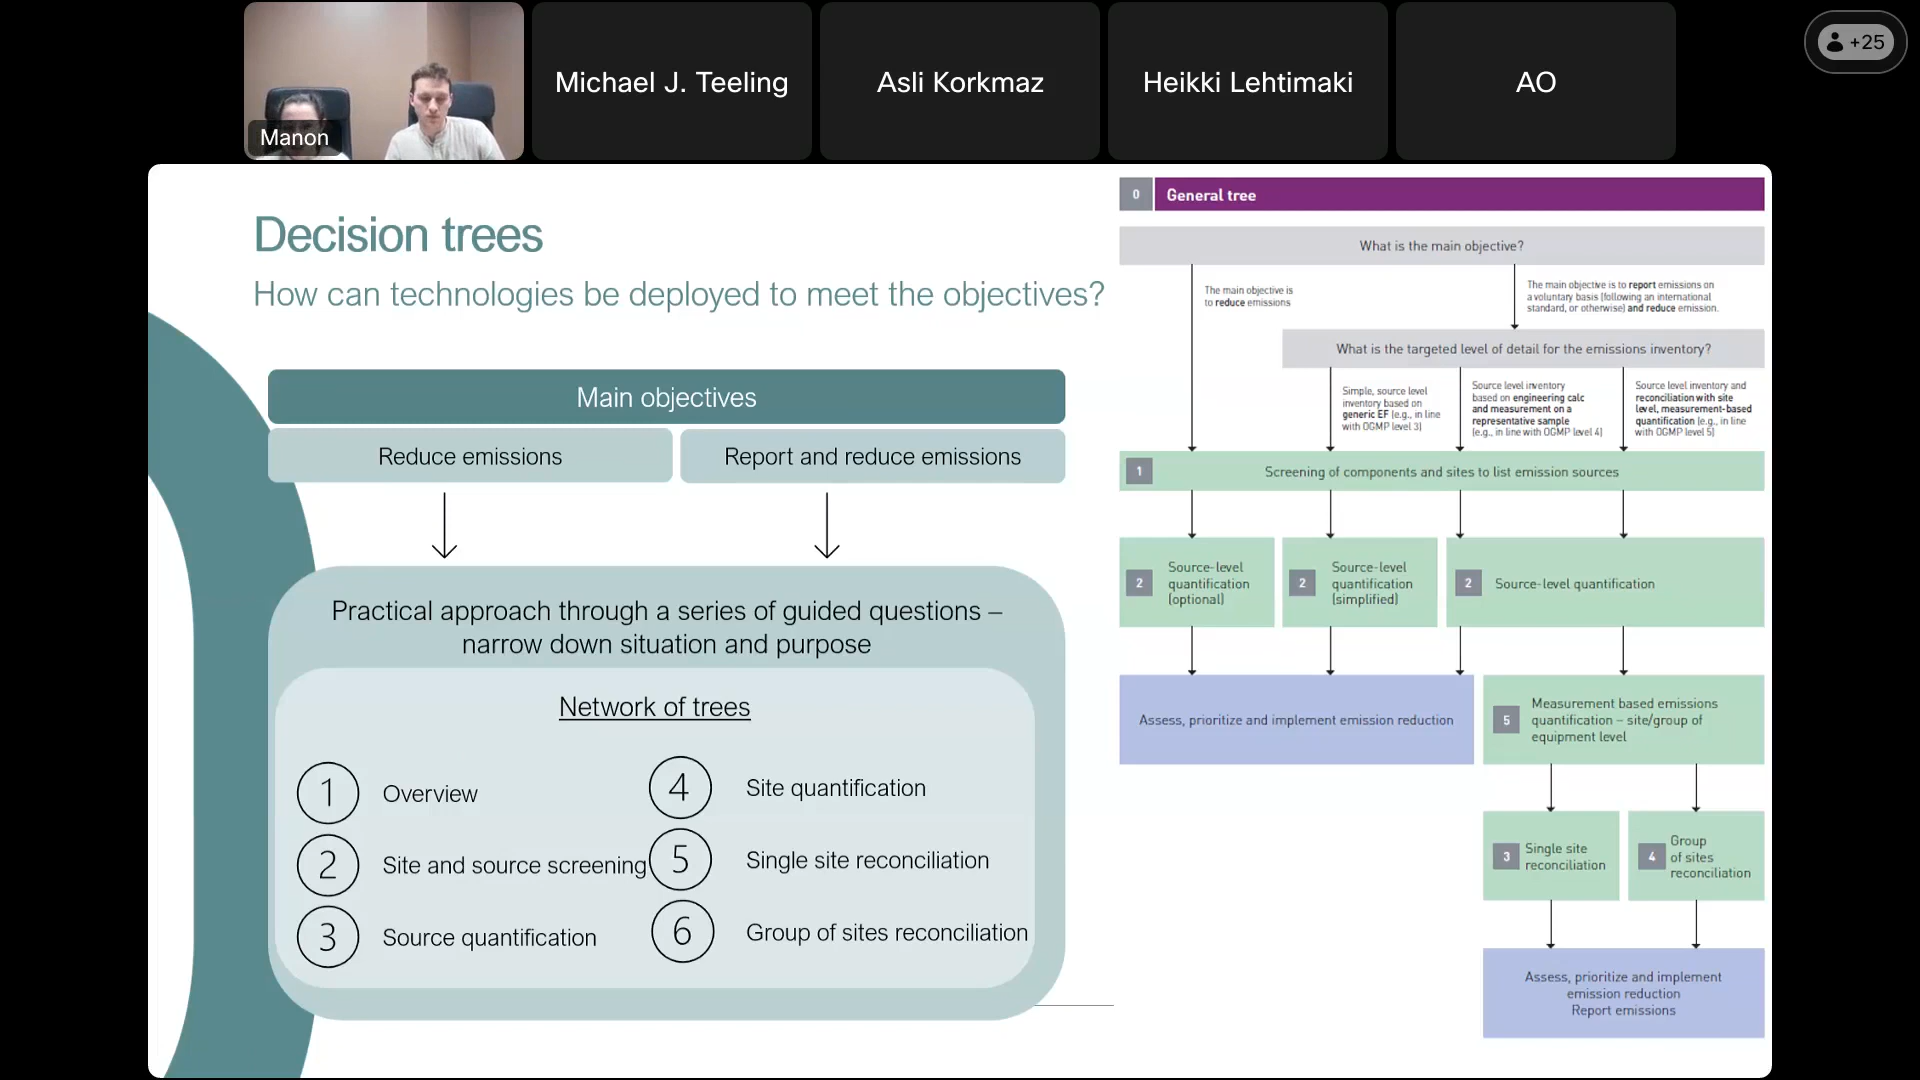 Manon
Michael J. Teeling
Asli Korkmaz
Heikki Lehtimaki
AO
+25
Decision trees
How can technologies be deployed to meet the objectives?
Main objectives
Reduce emissions
Report and reduce emissions
Practical approach through a series of guided questions –
narrow down situation and purpose
Network of trees
1 Overview
2 Site and source screening
3 Source quantification
4 Site quantification
5 Single site reconciliation
6 Group of sites reconciliation
0 General tree
What is the main objective?
The main objective is
to reduce emissions
The main objective is to report emissions on
a voluntary basis (following an international
standard, or otherwise) and reduce emission.
What is the targeted level of detail for the emissions inventory?
Simple, source level
inventory based on
generic EF (e.g., in line
with OGMP level 3)
Source level inventory
based on engineering calc
and measurement on a
representative sample
(e.g., in line with OGMP level 4)
Source level inventory and
reconciliation with site
level, measurement-based
quantification (e.g., in line
with OGMP level 5)
1 Screening of components and sites to list emission sources
2
Source-level
quantification
(optional)
2
Source-level
quantification
(simplified)
2 Source-level quantification
Assess, prioritize and implement emission reduction
5
Measurement based emissions
quantification – site/group of
equipment level
3
Single site
reconciliation
4
Group
of sites
reconciliation
Assess, prioritize and implement
emission reduction
Report emissions